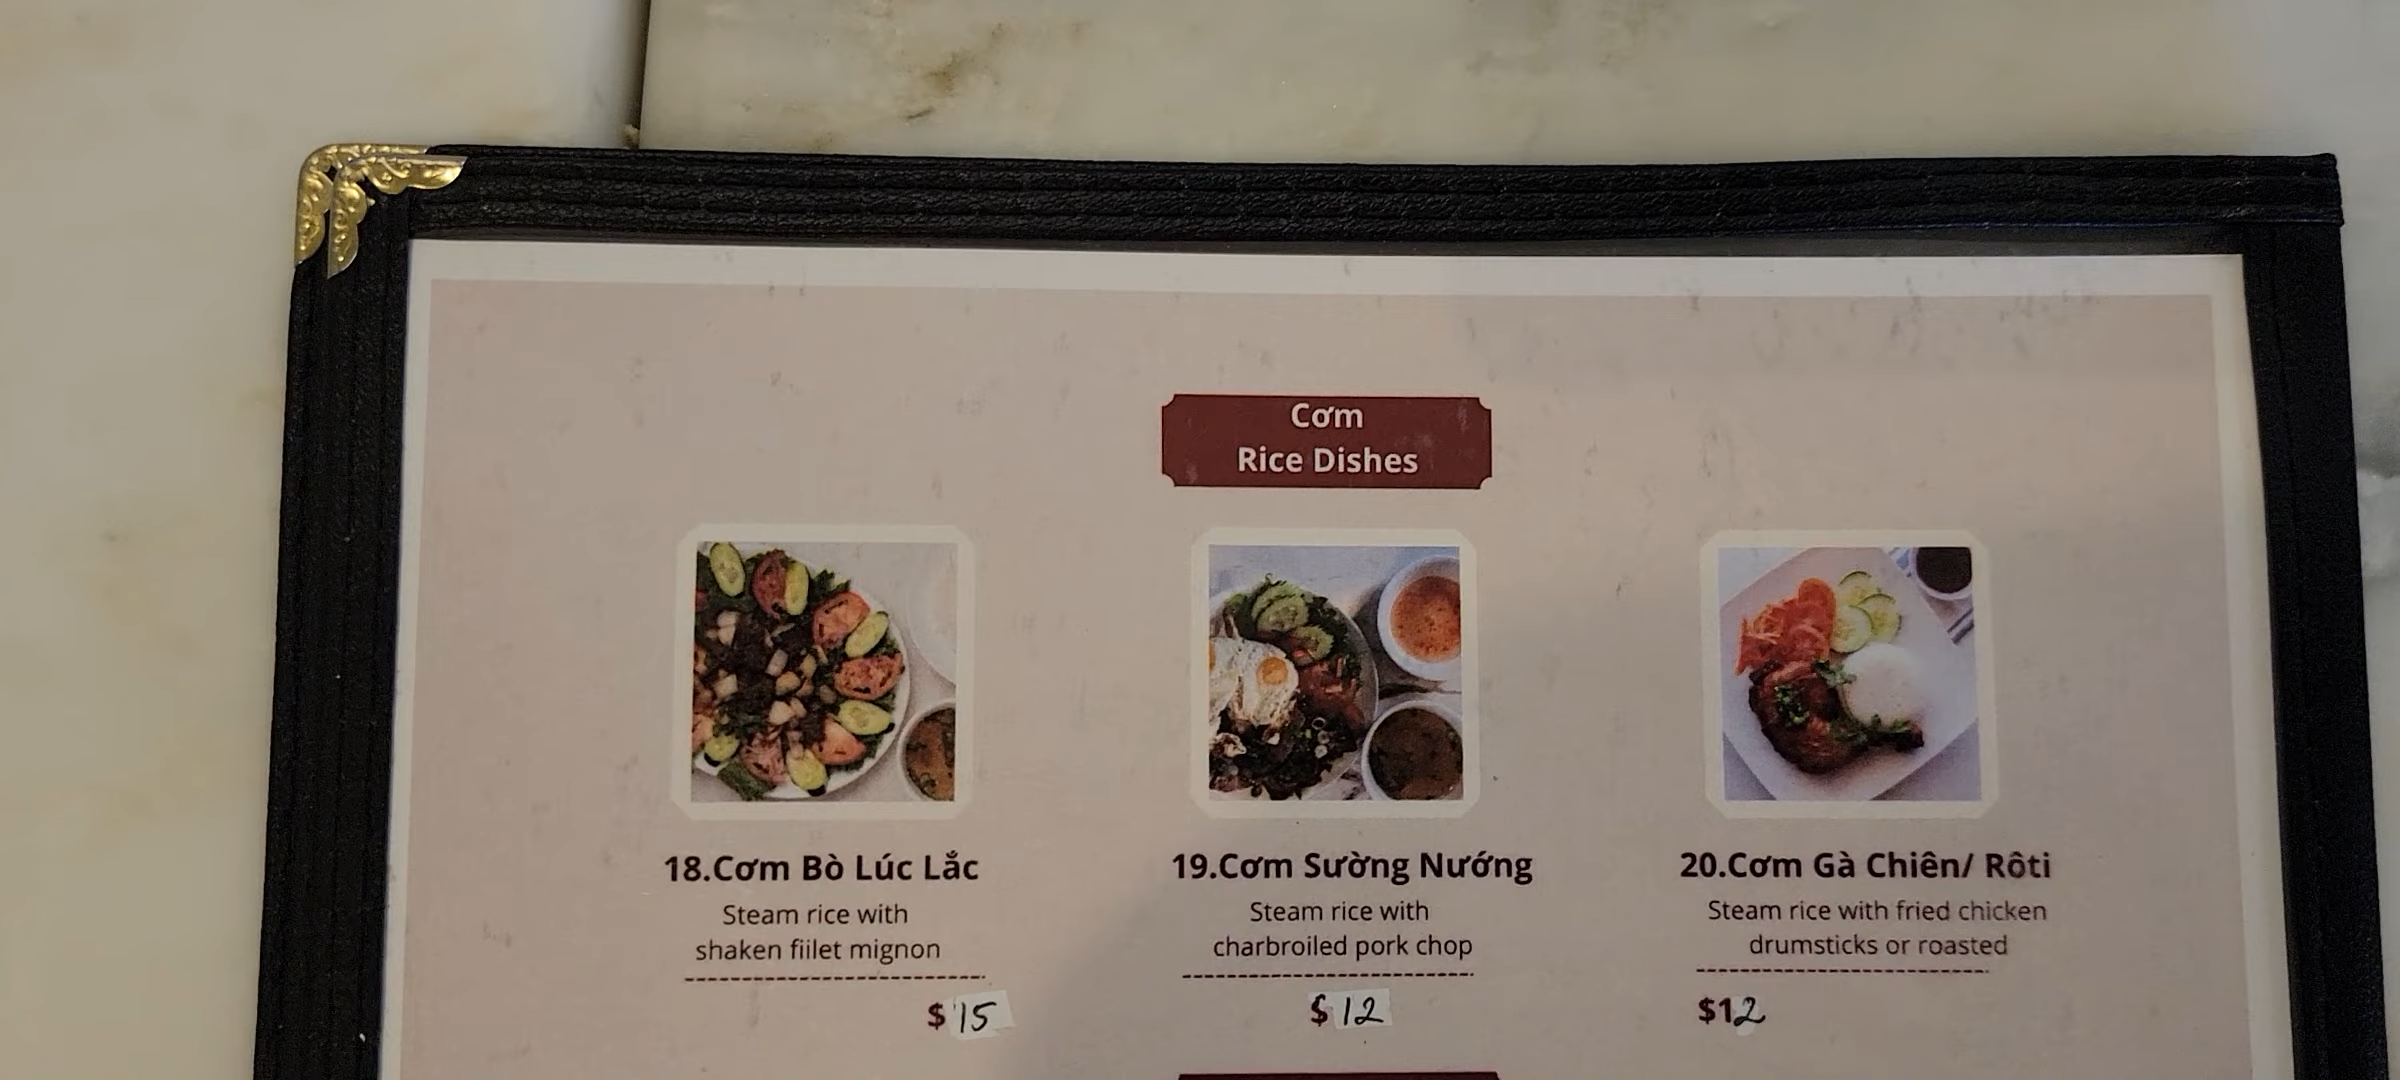 Cơm
Rice Dishes
18.Cơm Bò Lúc Lắc
Steam rice with
shaken fiilet mignon
$15
19.Cơm Sường Nướng
Steam rice with
charbroiled pork chop
$12
20.Cơm Gà Chiên/ Rôti
Steam rice with fried chicken
drumsticks or roasted
$12